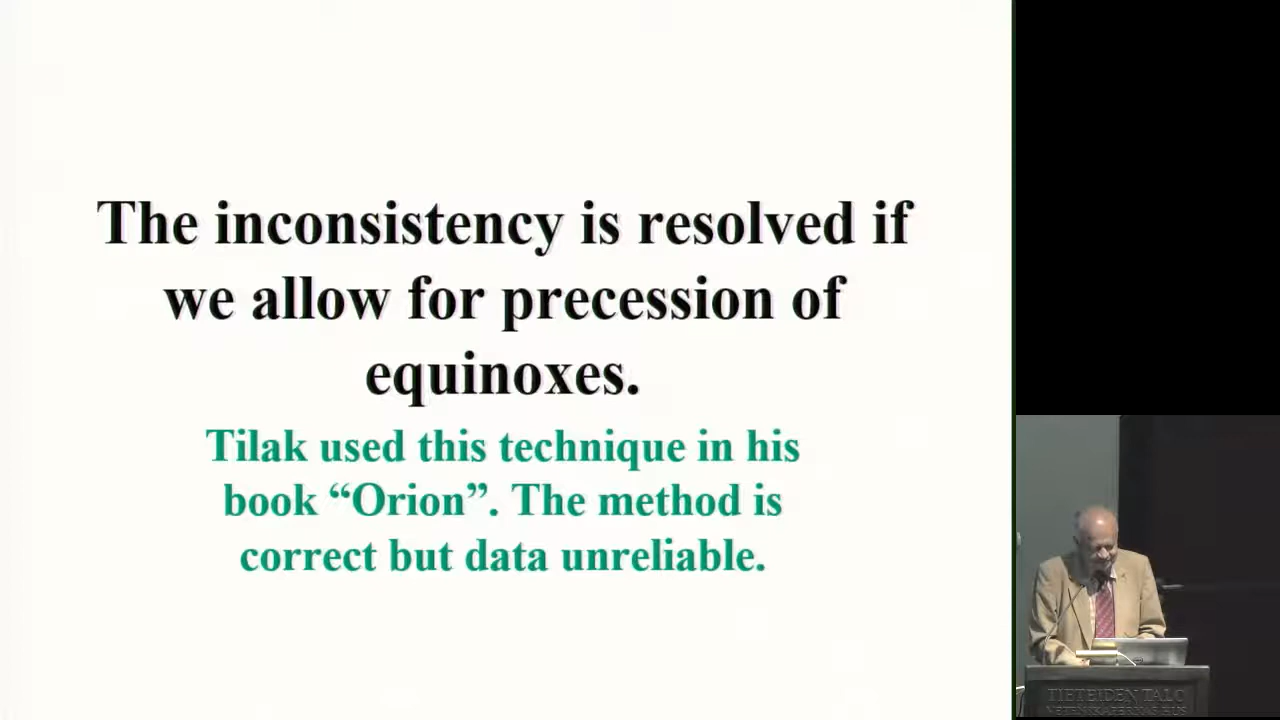 The inconsistency is resolved if
we allow for precession of
equinoxes.
Tilak used this technique in his
book “Orion”. The method is
correct but data unreliable.
TIETEIDEN TALO